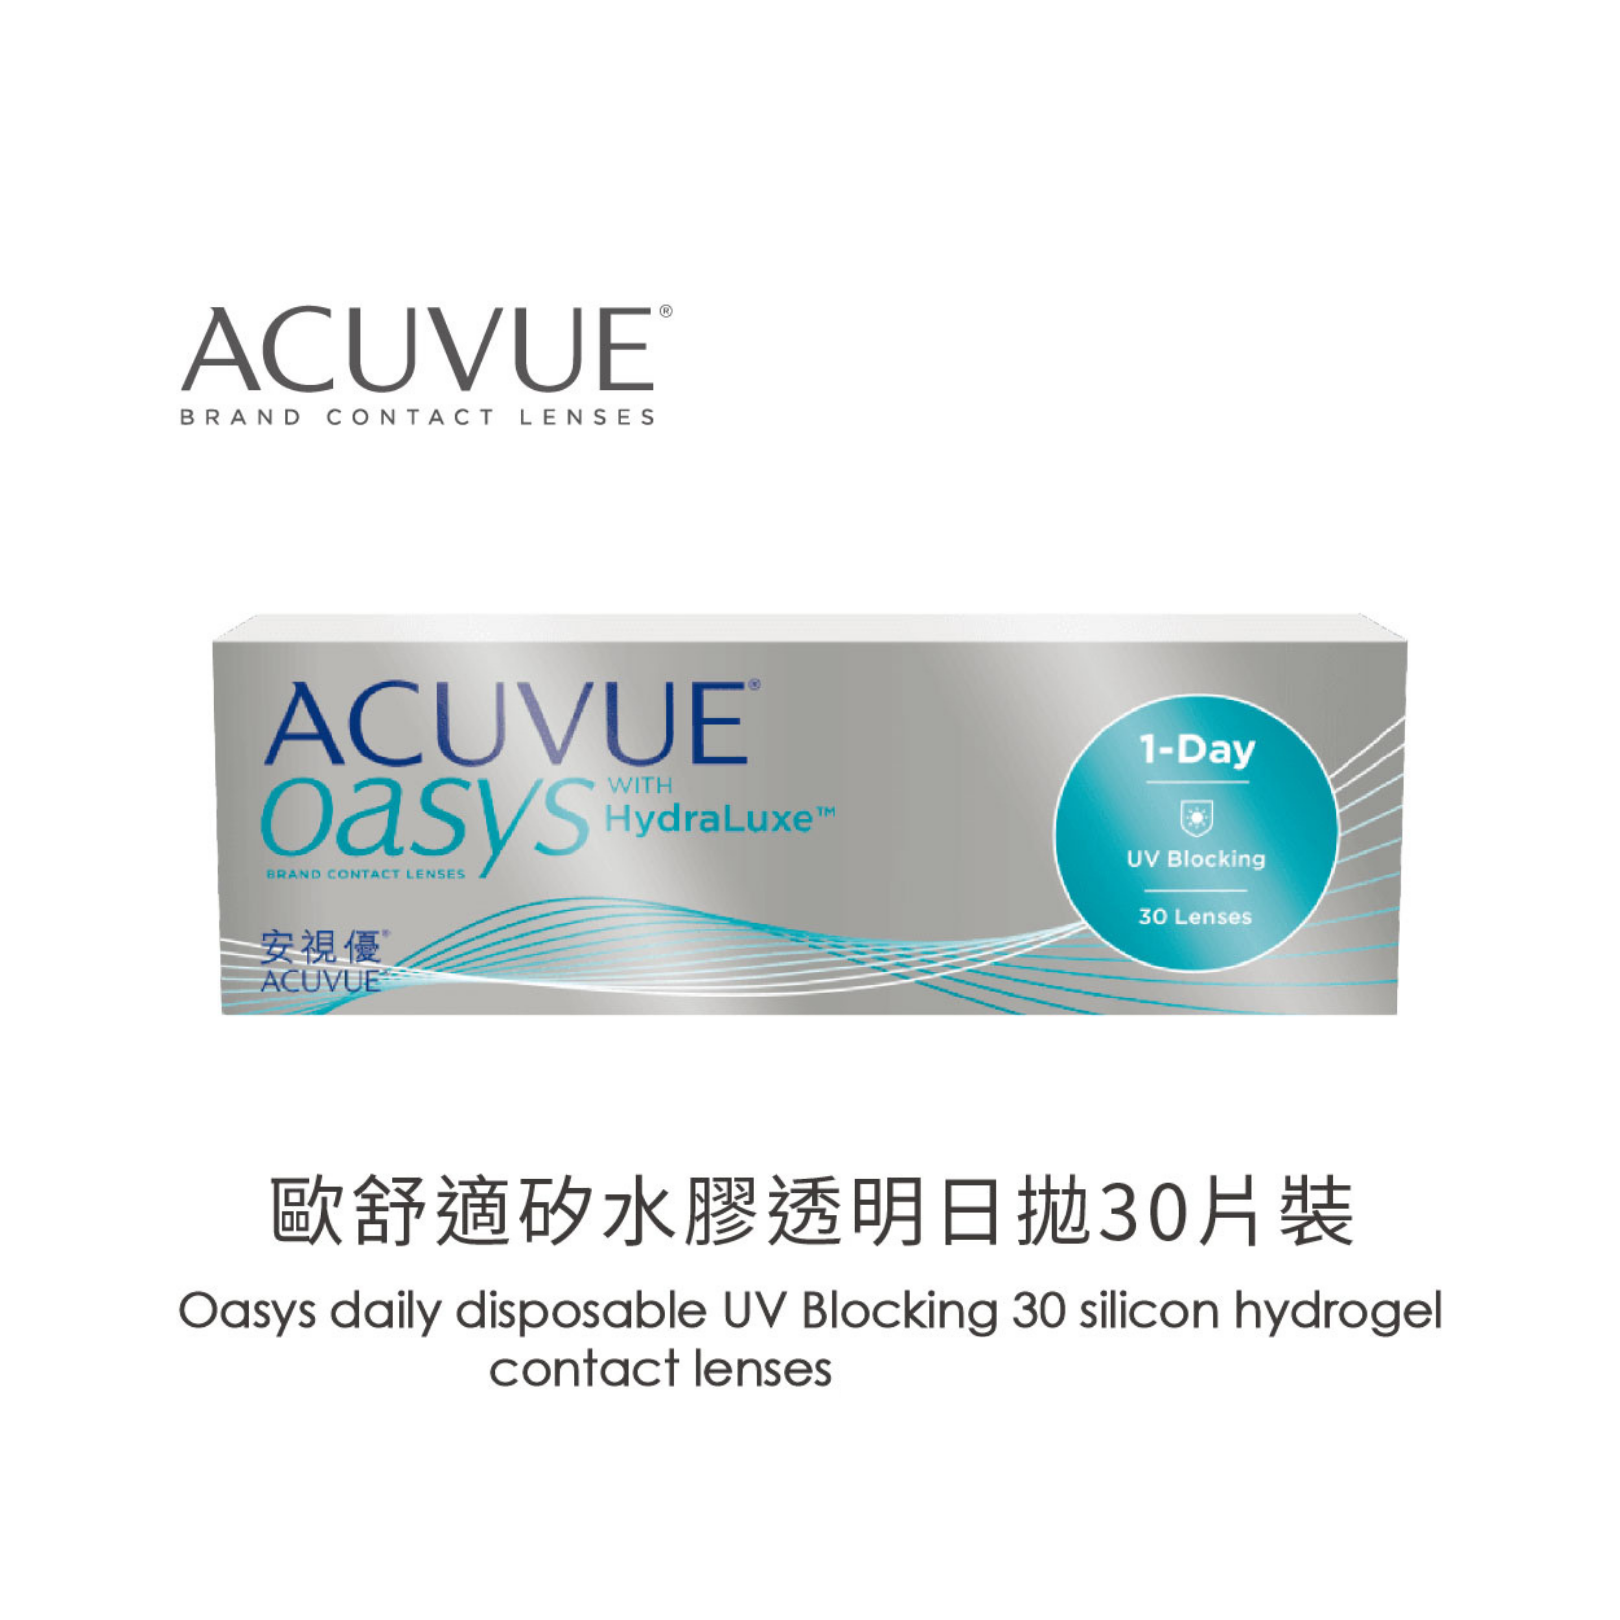 ACUVUE®
BRAND CONTACT LENSES
ACUVUE®
oasys WITH HydraLuxe™
BRAND CONTACT LENSES
安視優®
ACUVUE®
1-Day
UV Blocking
30 Lenses
歐舒適矽水膠透明日拋30片裝
Oasys daily disposable UV Blocking 30 silicon hydrogel
contact lenses